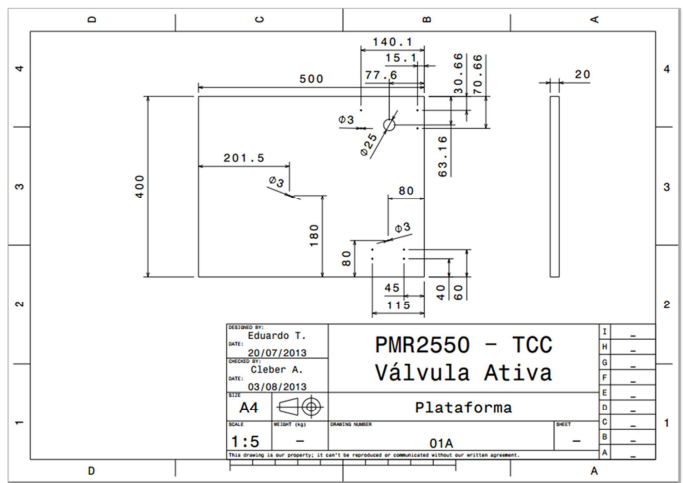 D
C
B
A
4
4
3
3
2
2
1
1
140.1
15.1
77.6
30.66
70.66
500
20
Ø3
Ø25
63.16
201.5
Ø3
400
80
180
Ø3
80
45
40
60
115
DESIGNED BY:
Eduardo T.
DATE:
20/07/2013
CHECKED BY:
Cleber A.
DATE:
03/08/2013
PMR2550 - TCC
Válvula Ativa
SIZE
A4
Plataforma
SCALE
1:5
WEIGHT (kg)
-
DRAWING NUMBER
01A
SHEET
-
This drawing is our property; it can't be reproduced or communicated without our written agreement.
I _
H _
G _
F _
E _
D _
C _
B _
A _
D
A